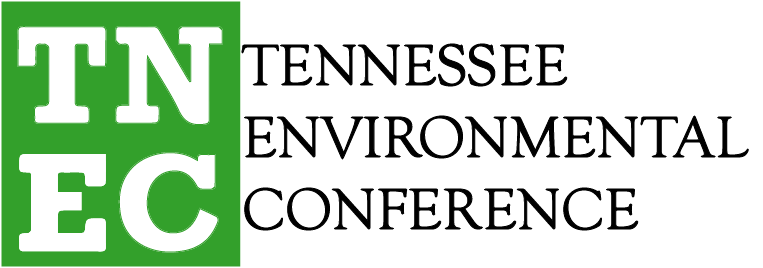 TN
EC
TENNESSEE
ENVIRONMENTAL
CONFERENCE